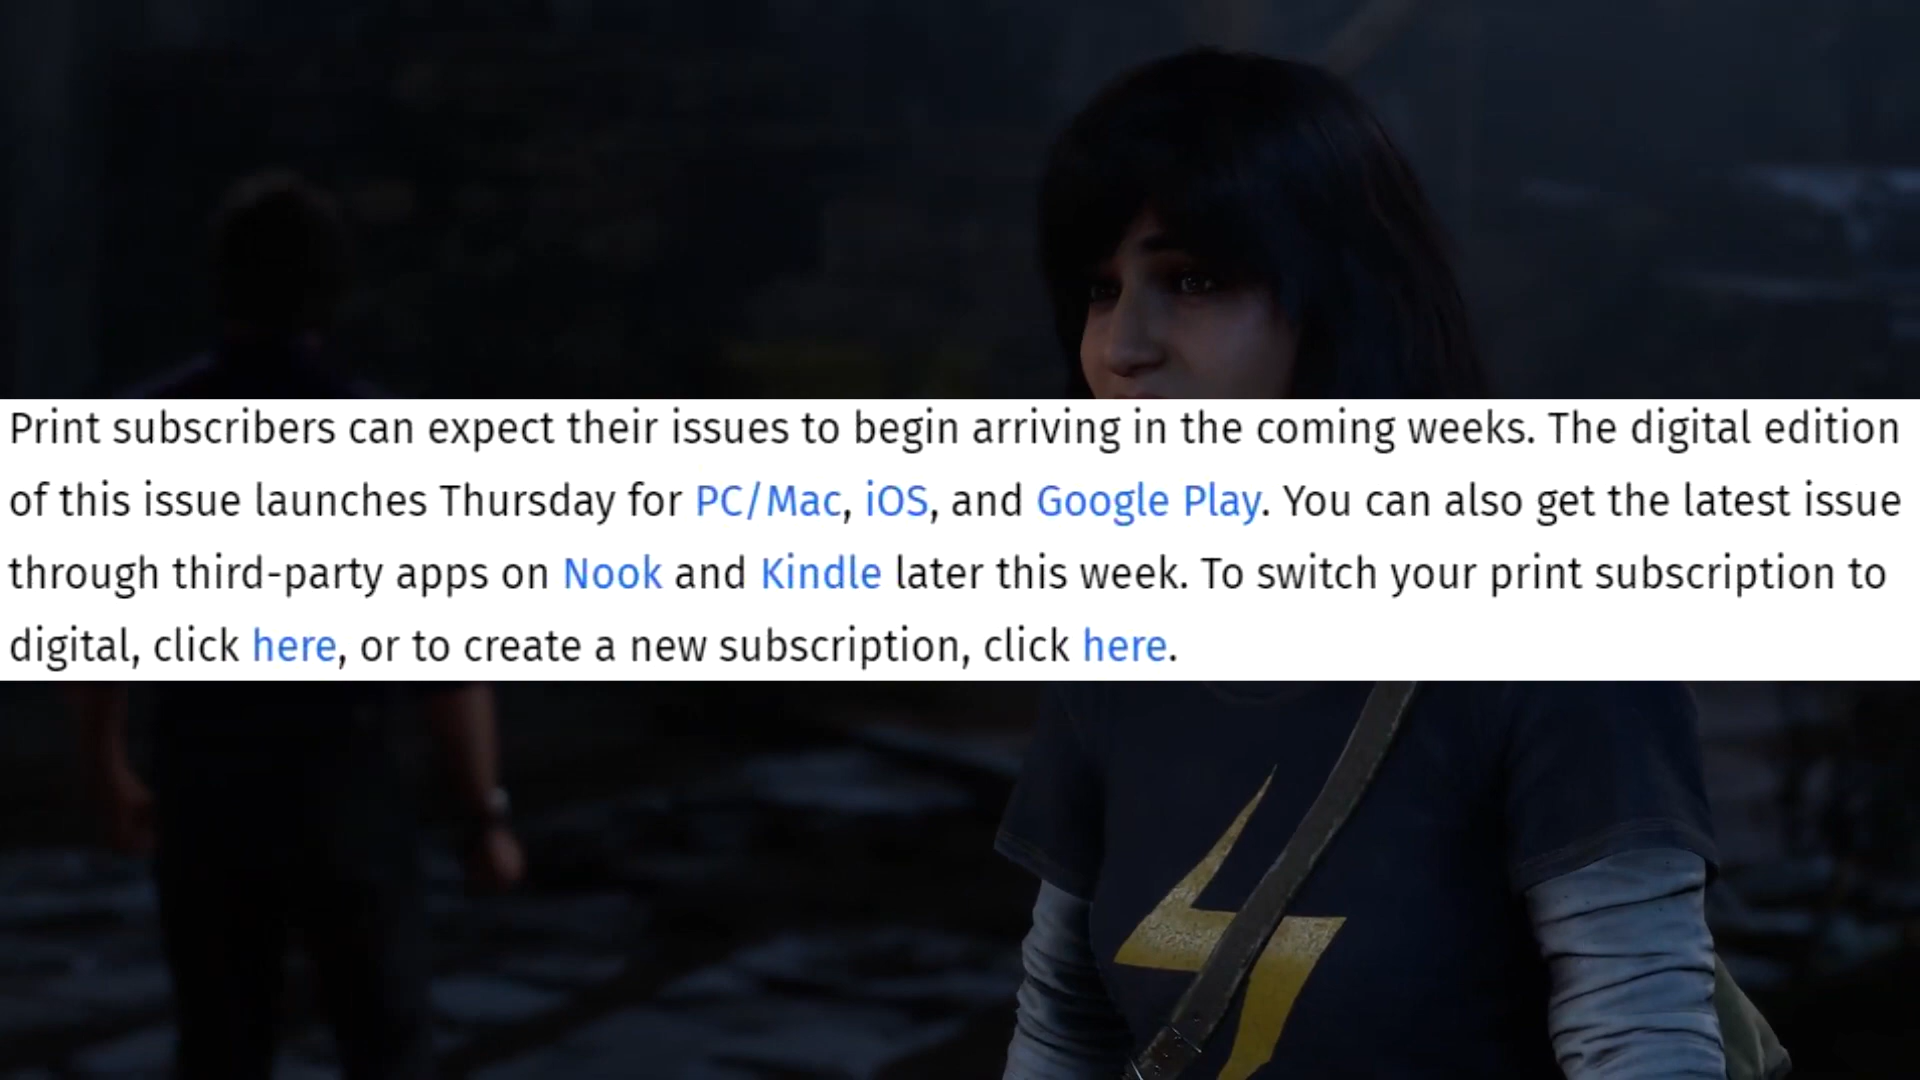 Print subscribers can expect their issues to begin arriving in the coming weeks. The digital edition
of this issue launches Thursday for PC/Mac, iOS, and Google Play. You can also get the latest issue
through third-party apps on Nook and Kindle later this week. To switch your print subscription to
digital, click here, or to create a new subscription, click here.